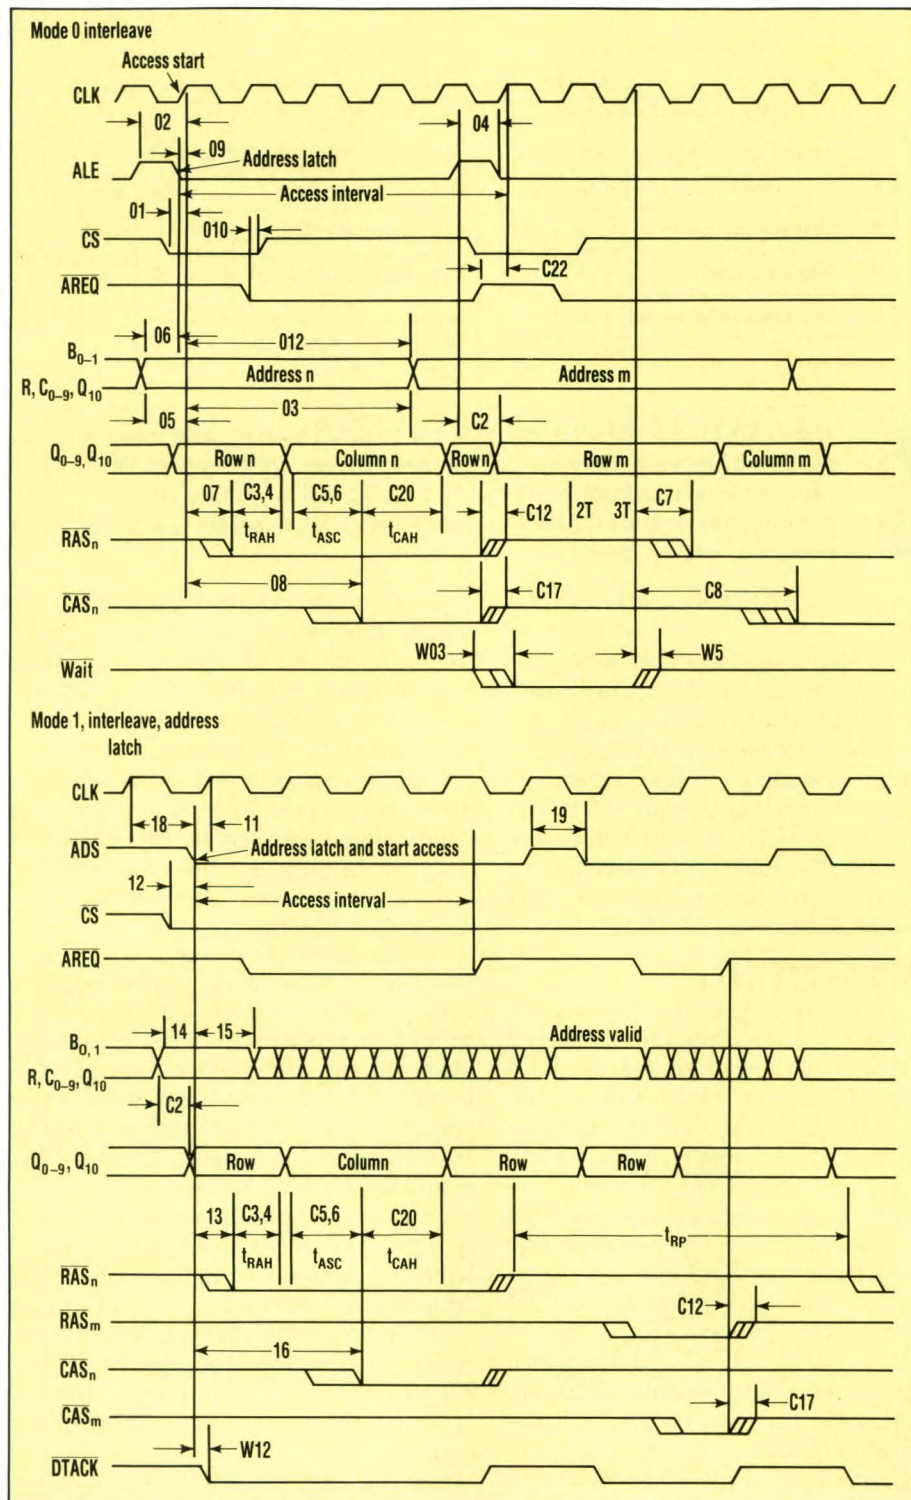 Mode 0 interleave
Access start
CLK
02
04
09
Address latch
ALE
Access interval
01
010
CS
C22
AREQ
06
012
B0–1
Address n
Address m
R, C0–9, Q10
03
05
C2
Q0–9, Q10
Row n
Column n
Row n
Row m
Column m
07
C3,4
C5,6
C20
C12
2T
3T
C7
tRAH
tASC
tCAH
RASn
08
C17
C8
CASn
W03
W5
Wait
Mode 1, interleave, address
latch
CLK
18
11
19
ADS
Address latch and start access
12
Access interval
CS
AREQ
14
15
Address valid
B0, 1
R, C0–9, Q10
C2
Q0–9, Q10
Row
Column
Row
Row
13
C3,4
C5,6
C20
tRP
tRAH
tASC
tCAH
RASn
C12
RASm
16
CASn
C17
CASm
W12
DTACK